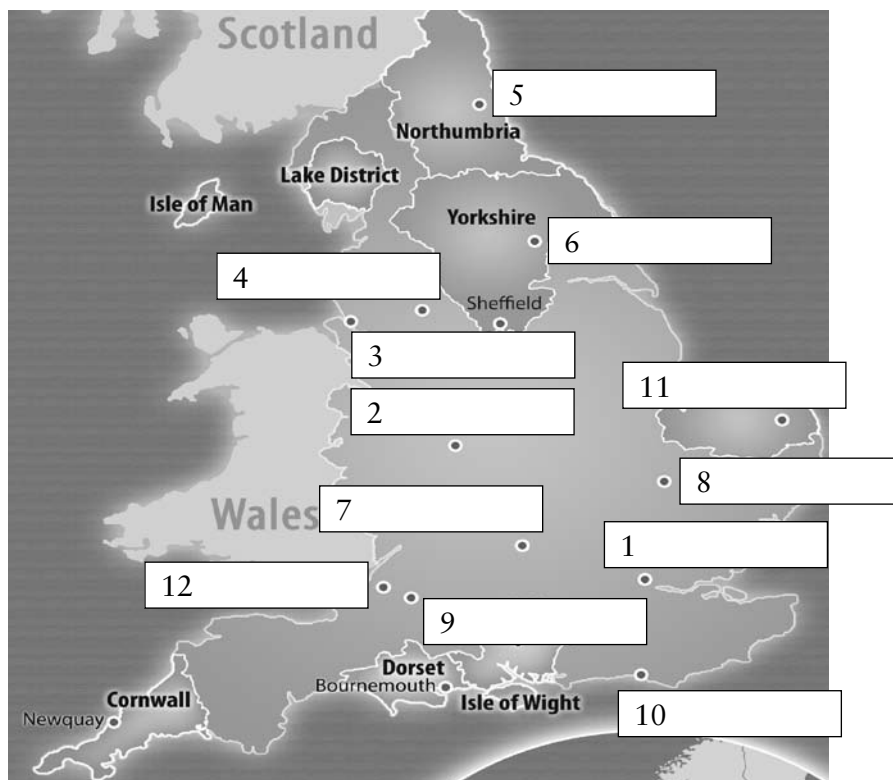 Scotland
5
Northumbria
Lake District
Isle of Man
Yorkshire
6
4
Sheffield
3
11
2
8
Wales
7
1
12
9
Dorset
Bournemouth
Isle of Wight
Cornwall
Newquay
10